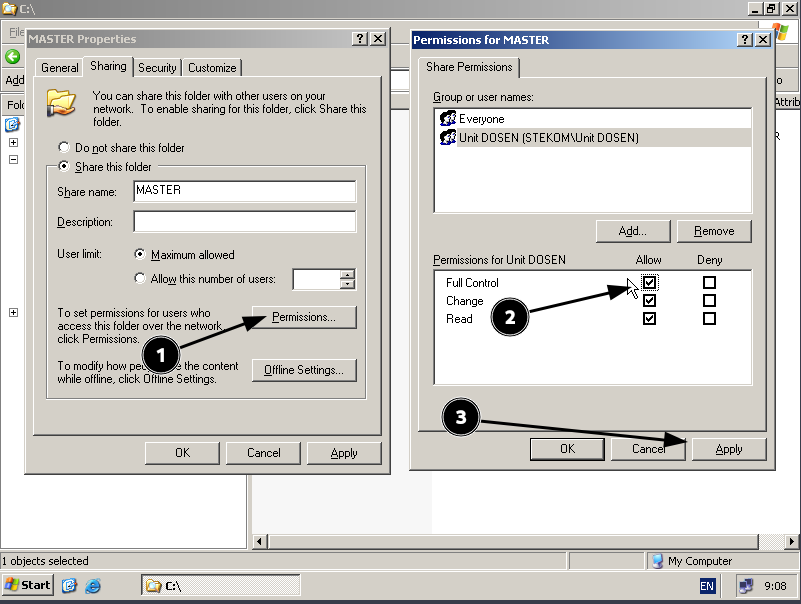 C:\
File
MASTER Properties
General
Sharing
Security
Customize
You can share this folder with other users on your
network. To enable sharing for this folder, click Share this
folder.
Do not share this folder
Share this folder
Share name:
MASTER
Description:
User limit:
Maximum allowed
Allow this number of users:
To set permissions for users who
access this folder over the network,
click Permissions.
Permissions...
1
To modify how
the content
while offline, click Offline Settings.
Offline Settings...
OK
Cancel
Apply
Permissions for MASTER
Share Permissions
Group or user names:
Everyone
Unit DOSEN (STEKOM\Unit DOSEN)
Add...
Remove
Permissions for Unit DOSEN
Allow
Deny
Full Control
Change
Read
2
3
OK
Cancel
Apply
1 objects selected
My Computer
Start
C:\
EN
9:08